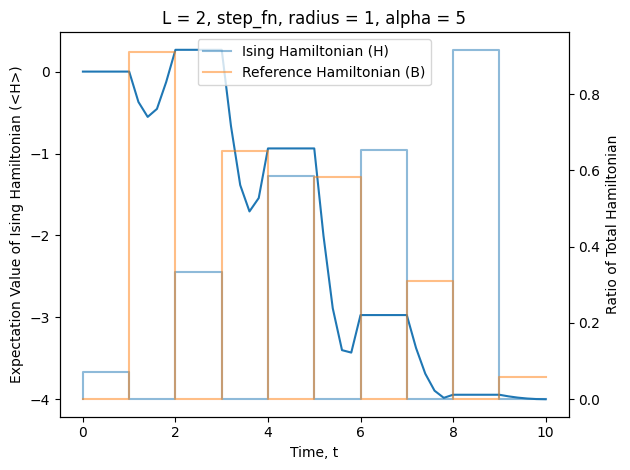 L = 2, step_fn, radius = 1, alpha = 5
Ising Hamiltonian (H)
Reference Hamiltonian (B)
Expectation Value of Ising Hamiltonian (<H>)
0
−1
−2
−3
−4
0.8
0.6
0.4
0.2
0.0
Ratio of Total Hamiltonian
0 2 4 6 8 10
Time, t